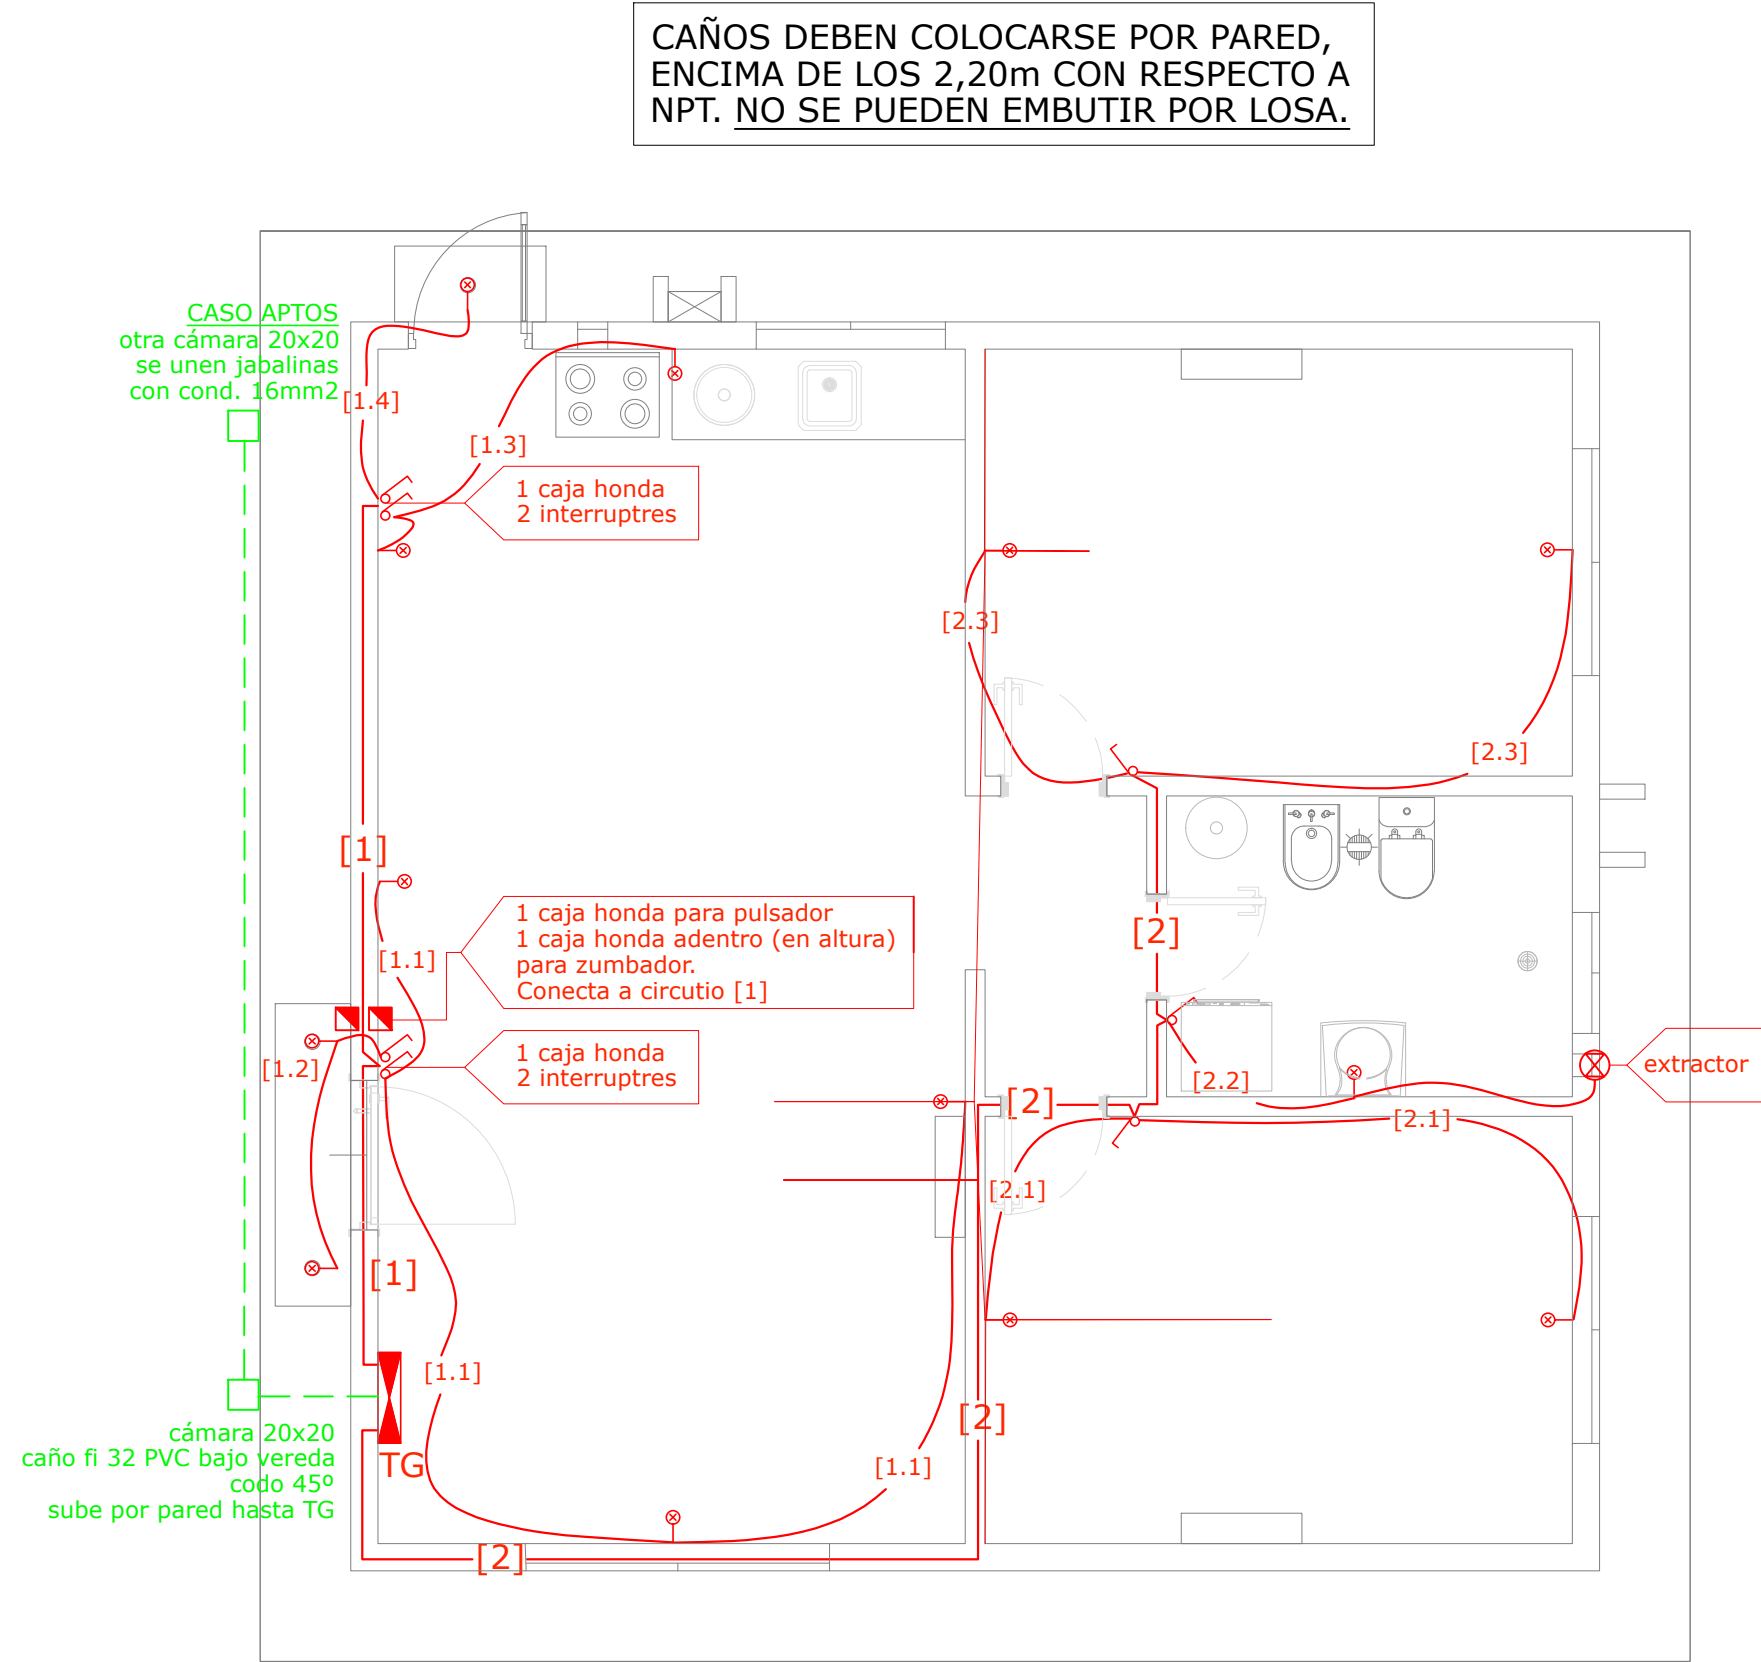 CAÑOS DEBEN COLOCARSE POR PARED,
ENCIMA DE LOS 2,20m CON RESPECTO A
NPT. NO SE PUEDEN EMBUTIR POR LOSA.
CASO APTOS
otra cámara 20x20
se unen jabalinas
con cond. 16mm2
[1.4]
[1.3]
1 caja honda
2 interruptres
[2.3]
[2.3]
[1]
1 caja honda para pulsador
1 caja honda adentro (en altura)
para zumbador.
Conecta a circutio [1]
[2]
[1.1]
1 caja honda
2 interruptres
[1.2]
extractor
[2.2]
[2]
[2.1]
[2.1]
[1]
[1.1]
[2]
cámara 20x20
caño fi 32 PVC bajo vereda
codo 45º
sube por pared hasta TG
TG
[1.1]
[2]